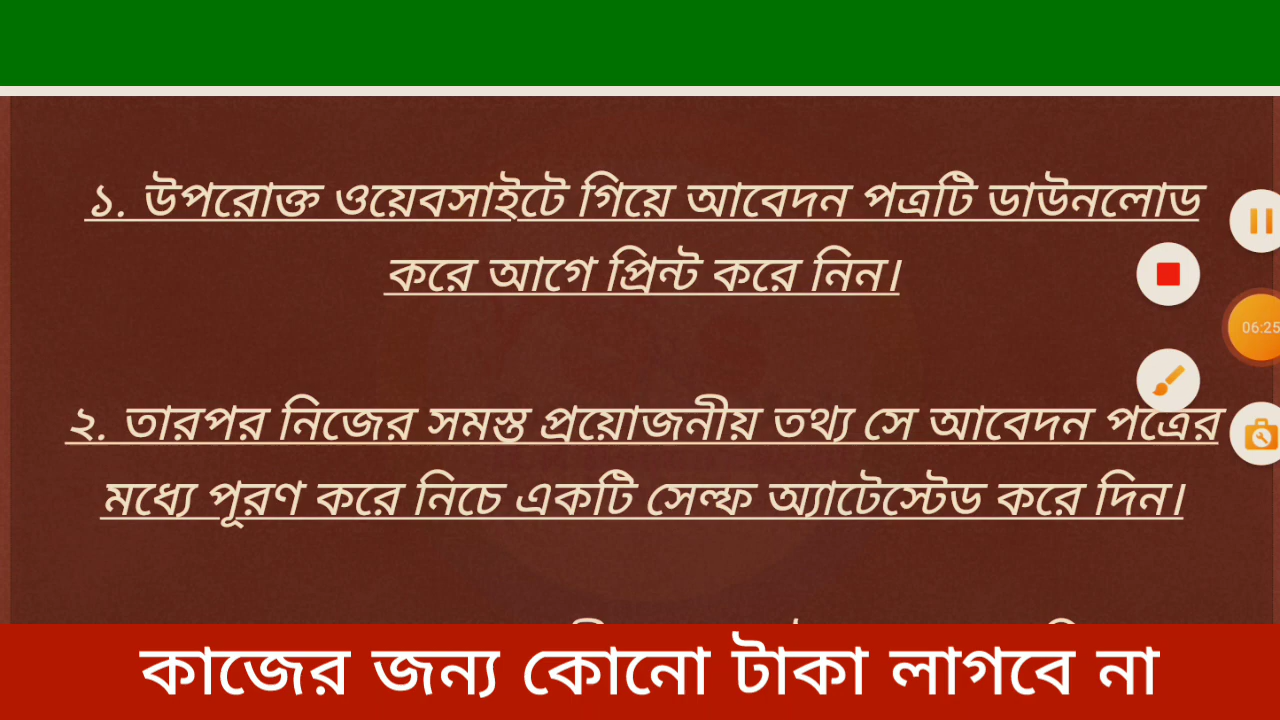 ১. উপরোক্ত ওয়েবসাইটে গিয়ে আবেদন পত্রটি ডাউনলোড
করে আগে প্রিন্ট করে নিন।
06:25
২. তারপর নিজের সমস্ত প্রয়োজনীয় তথ্য সে আবেদন পত্রের
মধ্যে পূরণ করে নিচে একটি সেল্ফ অ্যাটেস্টেড করে দিন।
কাজের জন্য কোনো টাকা লাগবে না